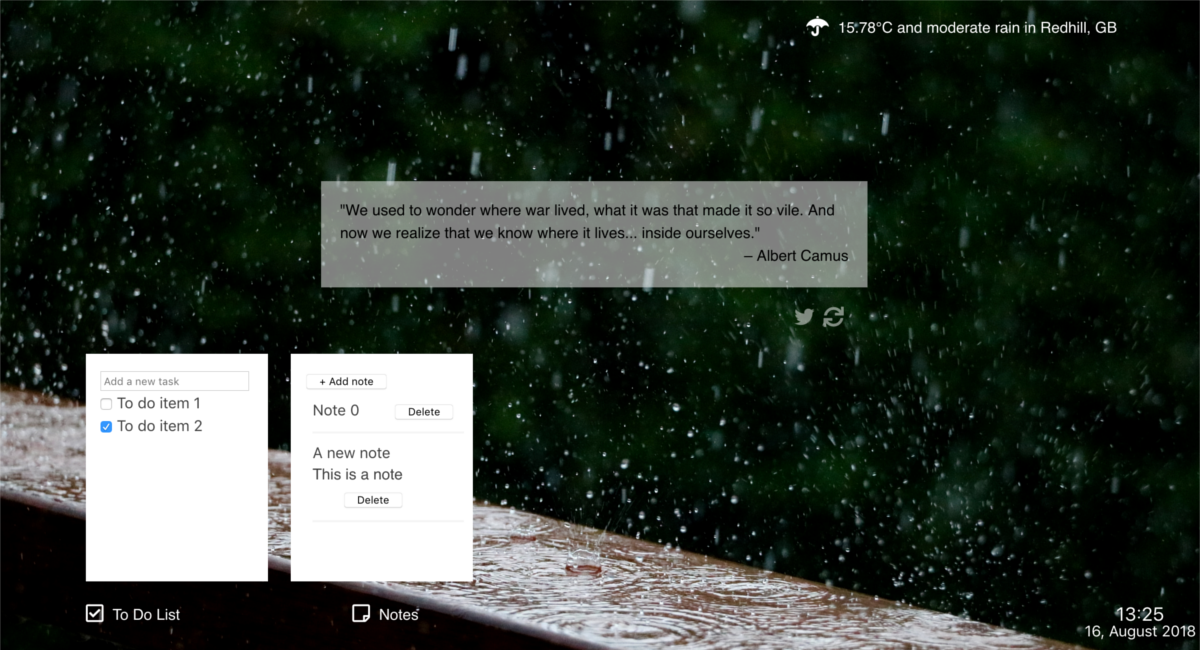 15.78°C and moderate rain in Redhill, GB
"We used to wonder where war lived, what it was that made it so vile. And
now we realize that we know where it lives... inside ourselves."
– Albert Camus
Add a new task
To do item 1
To do item 2
+ Add note
Note 0
Delete
A new note
This is a note
Delete
To Do List
Notes
13:25
16, August 2018